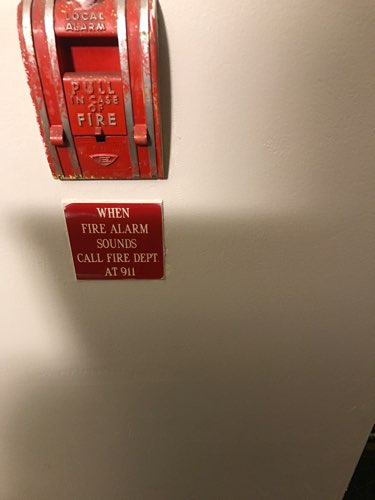 LOCAL
ALARM
PULL
IN CASE
OF
FIRE
WHEN
FIRE ALARM
SOUNDS
CALL FIRE DEPT.
AT 911